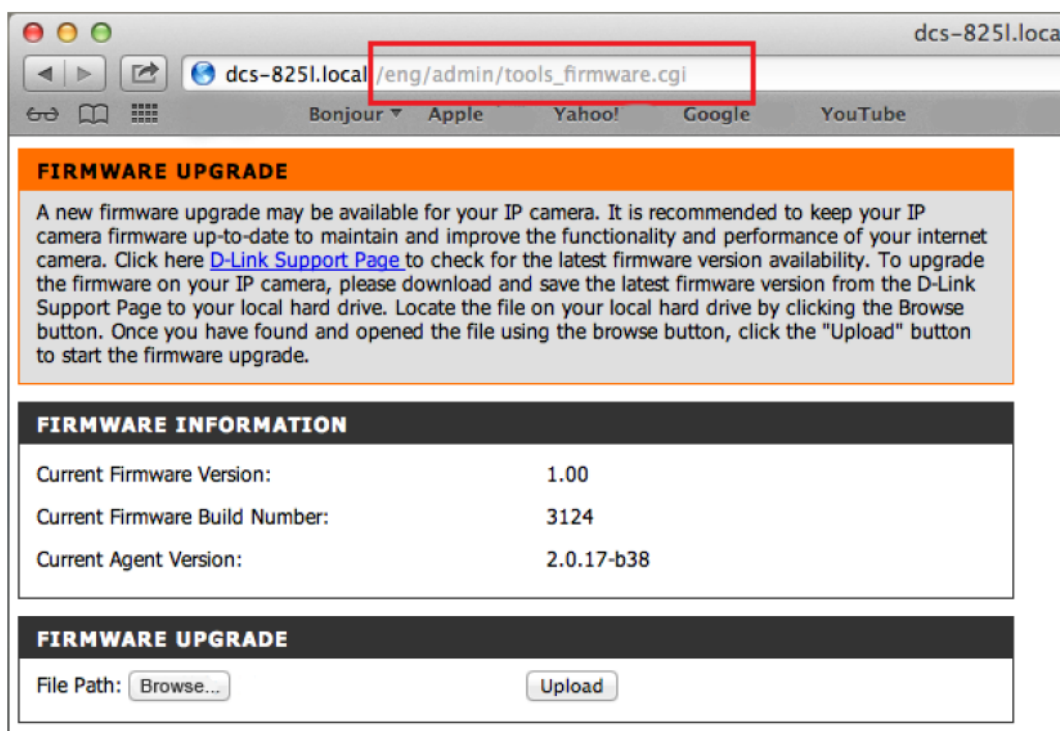 dcs-825l.loca
dcs-825l.local/eng/admin/tools_firmware.cgi
Bonjour Apple Yahoo! Google YouTube
FIRMWARE UPGRADE
A new firmware upgrade may be available for your IP camera. It is recommended to keep your IP
camera firmware up-to-date to maintain and improve the functionality and performance of your internet
camera. Click here D-Link Support Page to check for the latest firmware version availability. To upgrade
the firmware on your IP camera, please download and save the latest firmware version from the D-Link
Support Page to your local hard drive. Locate the file on your local hard drive by clicking the Browse
button. Once you have found and opened the file using the browse button, click the "Upload" button
to start the firmware upgrade.
FIRMWARE INFORMATION
Current Firmware Version: 1.00
Current Firmware Build Number: 3124
Current Agent Version: 2.0.17-b38
FIRMWARE UPGRADE
File Path: Browse... Upload